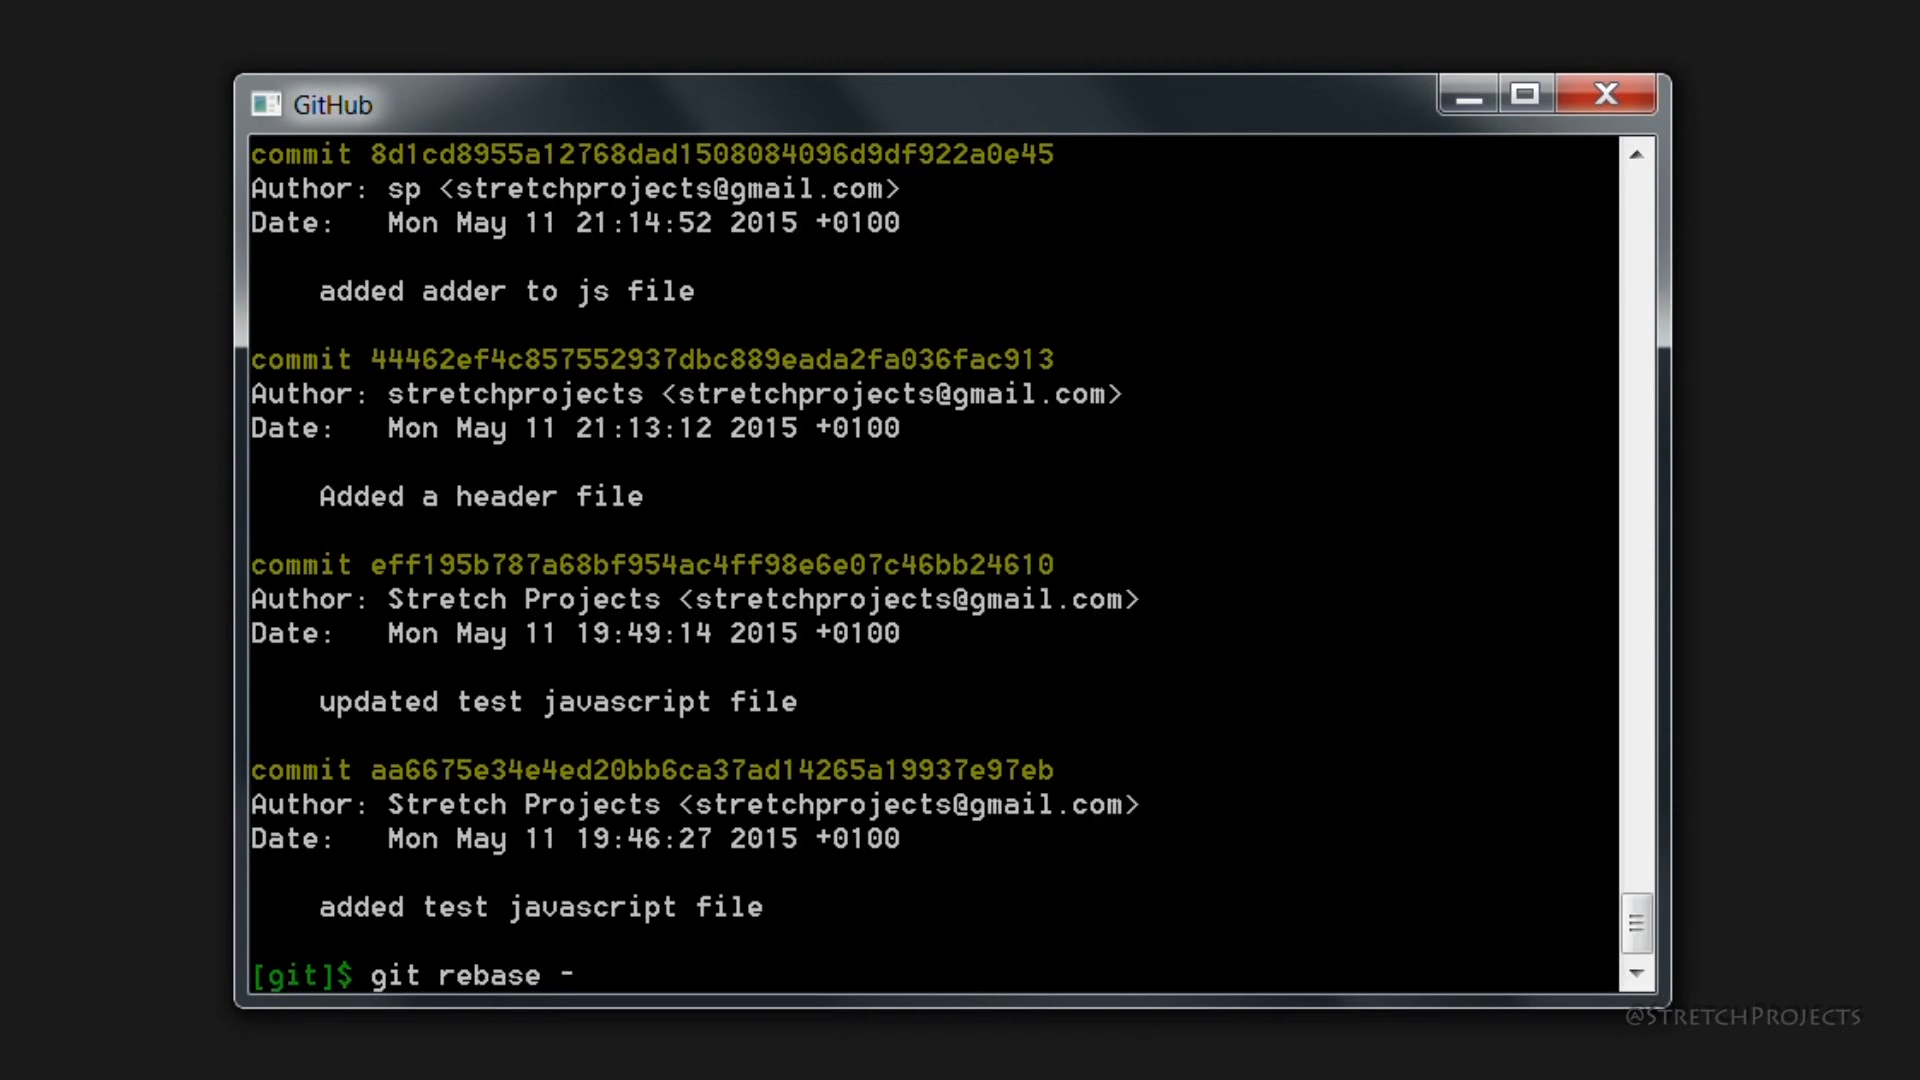 GitHub
commit 8d1cd8955a12768dad1508084096d9df922a0e45
Author: sp <stretchprojects@gmail.com>
Date:   Mon May 11 21:14:52 2015 +0100
added adder to js file
commit 44462ef4c857552937dbc889eada2fa036fac913
Author: stretchprojects <stretchprojects@gmail.com>
Date:   Mon May 11 21:13:12 2015 +0100
Added a header file
commit eff195b787a68bf954ac4ff98e6e07c46bb24610
Author: Stretch Projects <stretchprojects@gmail.com>
Date:   Mon May 11 19:49:14 2015 +0100
updated test javascript file
commit aa6675e34e4ed20bb6ca37ad14265a19937e97eb
Author: Stretch Projects <stretchprojects@gmail.com>
Date:   Mon May 11 19:46:27 2015 +0100
added test javascript file
[git]$ git rebase -
@StretchProjects